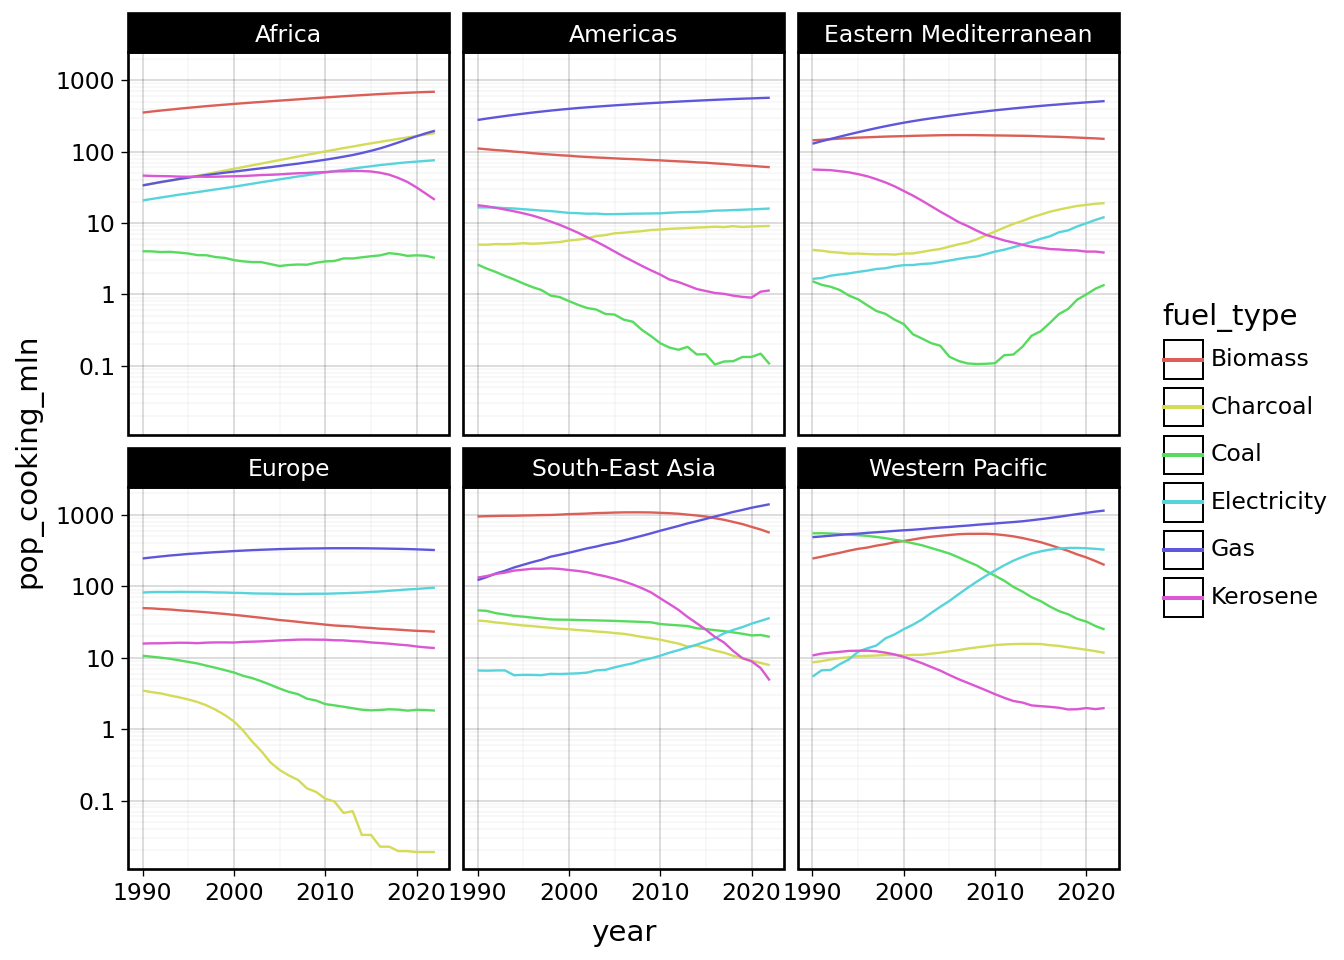 Africa
Americas
Eastern Mediterranean
1000
100
10
1
0.1
Europe
South-East Asia
Western Pacific
1000
100
10
1
0.1
1990 2000 2010 2020
1990 2000 2010 2020
1990 2000 2010 2020
year
pop_cooking_mln
fuel_type
Biomass
Charcoal
Coal
Electricity
Gas
Kerosene